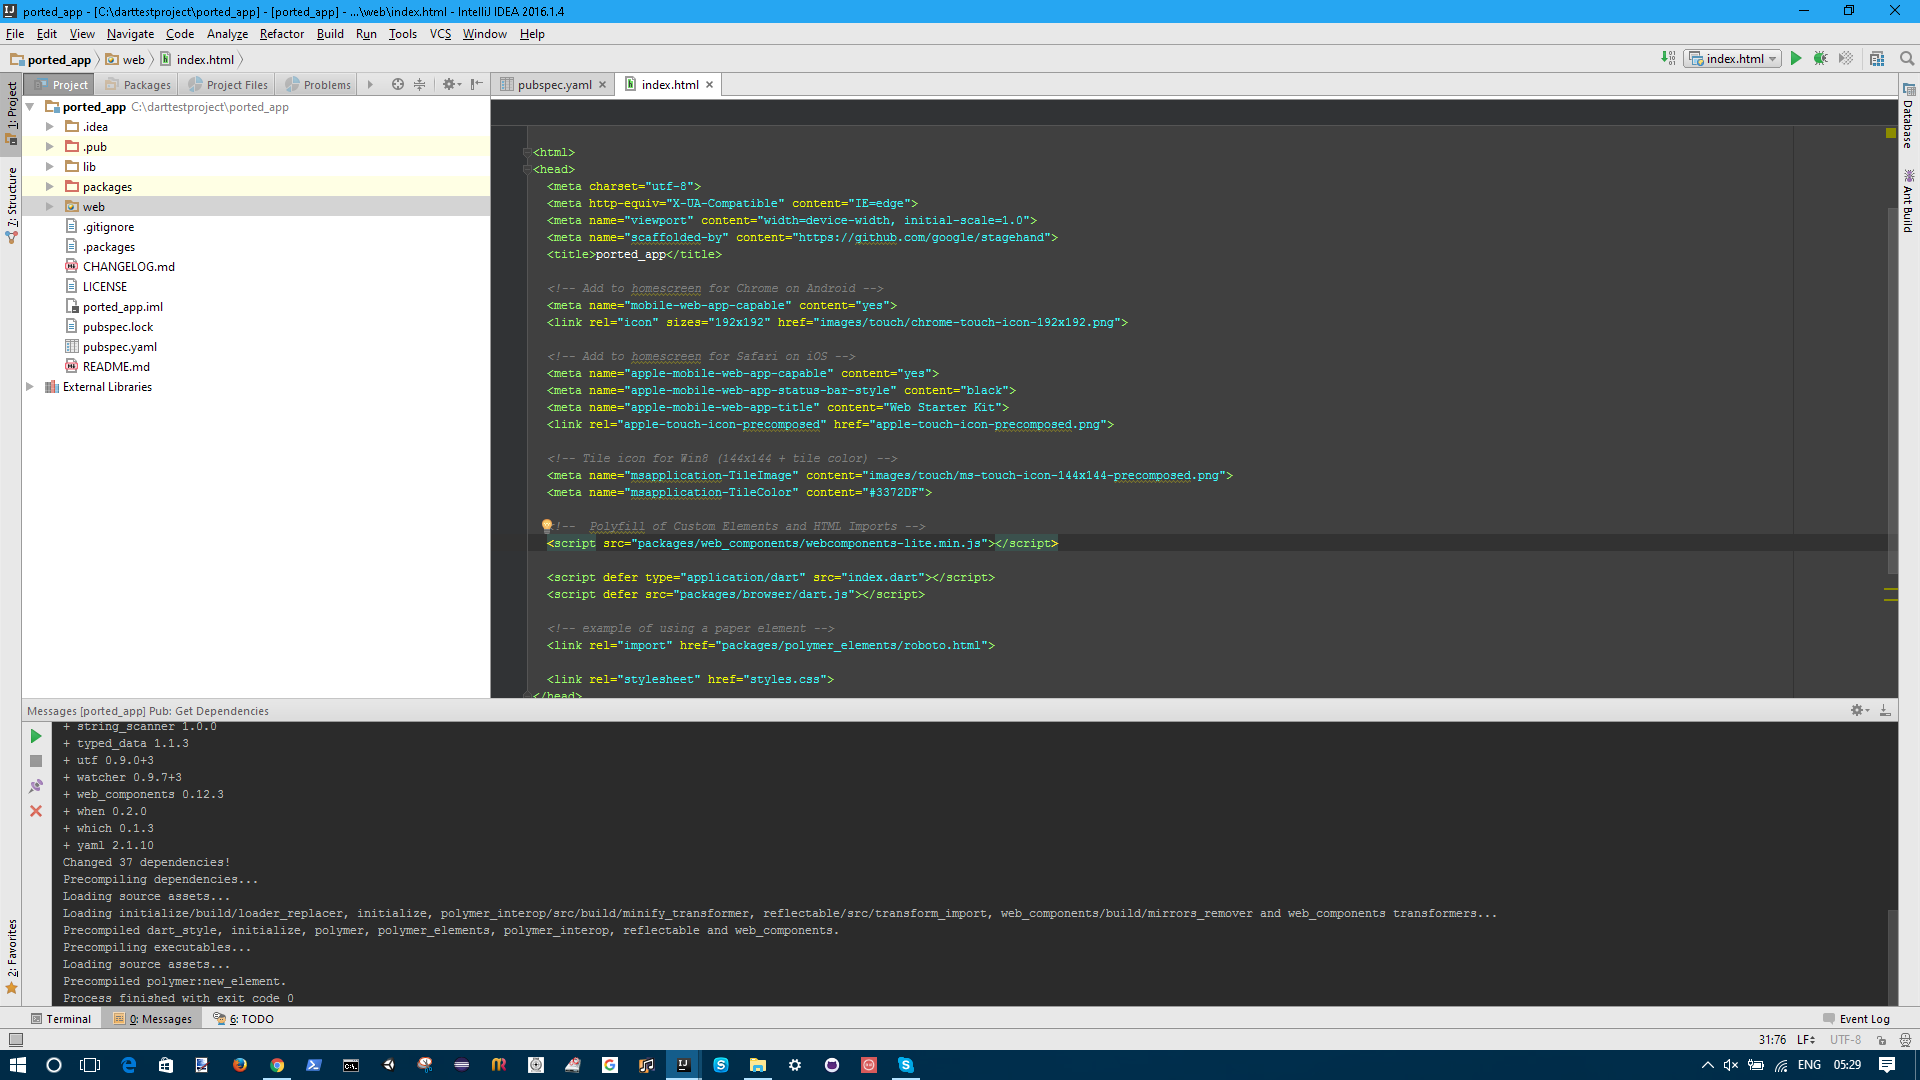 ported_app - [C:\darttestproject\ported_app] - [ported_app] - ...\web\index.html - IntelliJ IDEA 2016.1.4
File Edit View Navigate Code Analyze Refactor Build Run Tools VCS Window Help
ported_app web index.html
index.html
Project Packages Project Files Problems
pubspec.yaml index.html
1: Project
7: Structure
2: Favorites
ported_app C:\darttestproject\ported_app
.idea
.pub
lib
packages
web
.gitignore
.packages
CHANGELOG.md
LICENSE
ported_app.iml
pubspec.lock
pubspec.yaml
README.md
External Libraries
<html>
<head>
<meta charset="utf-8">
<meta http-equiv="X-UA-Compatible" content="IE=edge">
<meta name="viewport" content="width=device-width, initial-scale=1.0">
<meta name="scaffolded-by" content="https://github.com/google/stagehand">
<title>ported_app</title>
<!-- Add to homescreen for Chrome on Android -->
<meta name="mobile-web-app-capable" content="yes">
<link rel="icon" sizes="192x192" href="images/touch/chrome-touch-icon-192x192.png">
<!-- Add to homescreen for Safari on iOS -->
<meta name="apple-mobile-web-app-capable" content="yes">
<meta name="apple-mobile-web-app-status-bar-style" content="black">
<meta name="apple-mobile-web-app-title" content="Web Starter Kit">
<link rel="apple-touch-icon-precomposed" href="apple-touch-icon-precomposed.png">
<!-- Tile icon for Win8 (144x144 + tile color) -->
<meta name="msapplication-TileImage" content="images/touch/ms-touch-icon-144x144-precomposed.png">
<meta name="msapplication-TileColor" content="#3372DF">
<!-- Polyfill of Custom Elements and HTML Imports -->
<script src="packages/web_components/webcomponents-lite.min.js"></script>
<script defer type="application/dart" src="index.dart"></script>
<script defer src="packages/browser/dart.js"></script>
<!-- example of using a paper element -->
<link rel="import" href="packages/polymer_elements/roboto.html">
<link rel="stylesheet" href="styles.css">
</head>
Database
Ant Build
Messages [ported_app] Pub: Get Dependencies
+ string_scanner 1.0.0
+ typed_data 1.1.3
+ utf 0.9.0+3
+ watcher 0.9.7+3
+ web_components 0.12.3
+ when 0.2.0
+ which 0.1.3
+ yaml 2.1.10
Changed 37 dependencies!
Precompiling dependencies...
Loading source assets...
Loading initialize/build/loader_replacer, initialize, polymer_interop/src/build/minify_transformer, reflectable/src/transform_import, web_components/build/mirrors_remover and web_components transformers...
Precompiled dart_style, initialize, polymer, polymer_elements, polymer_interop, reflectable and web_components.
Precompiling executables...
Loading source assets...
Precompiled polymer:new_element.
Process finished with exit code 0
Terminal 0: Messages 6: TODO Event Log
31:76 LF UTF-8
ENG 05:29